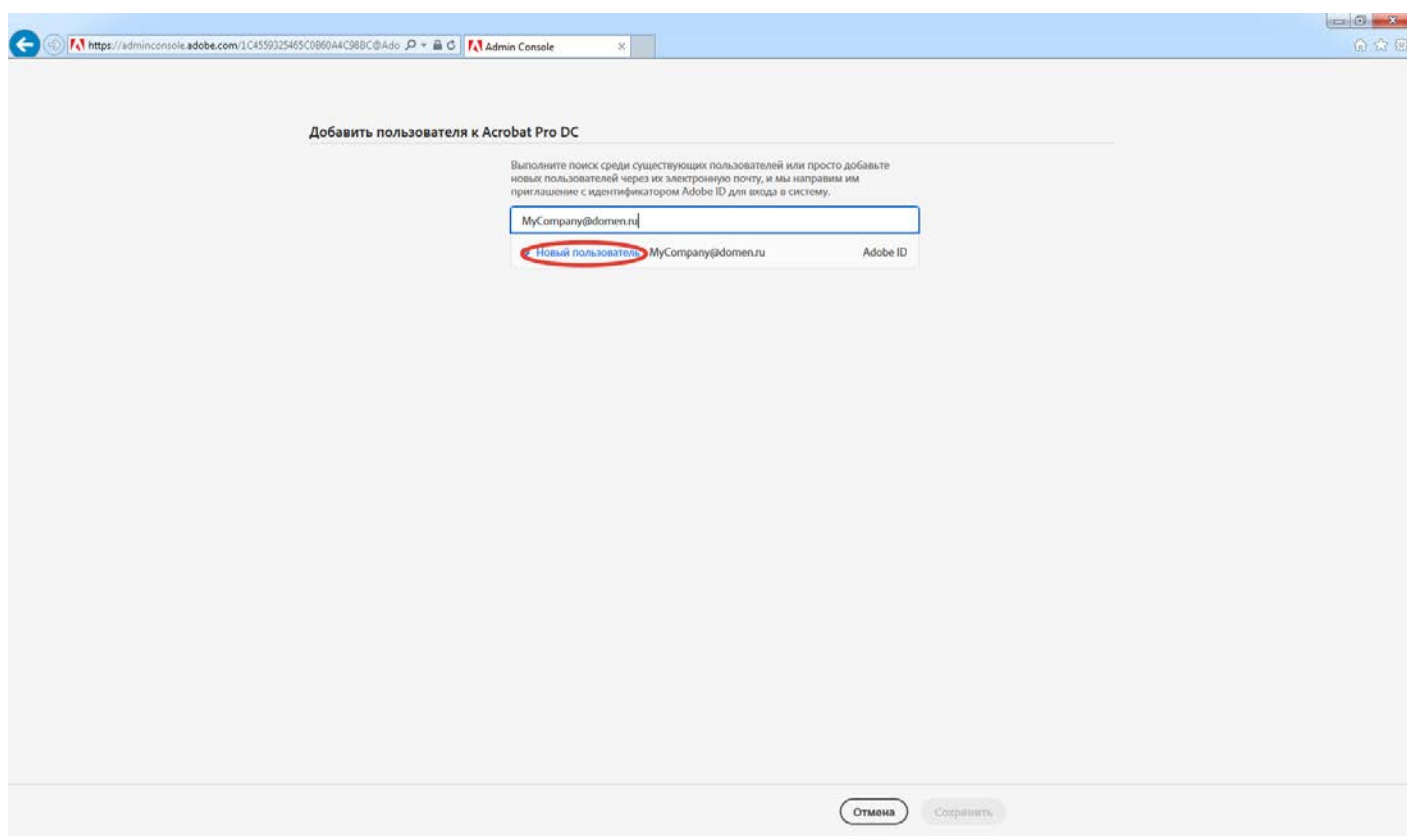 https://adminconsole.adobe.com/1C4559325465C0B60A4C98BC@Ado
Admin Console
Добавить пользователя к Acrobat Pro DC
Выполните поиск среди существующих пользователей или просто добавьте
новых пользователей через их электронную почту, и мы направим им
приглашение с идентификатором Adobe ID для входа в систему.
MyCompany@domen.ru
Новый пользователь MyCompany@domen.ru Adobe ID
Отмена Сохранить